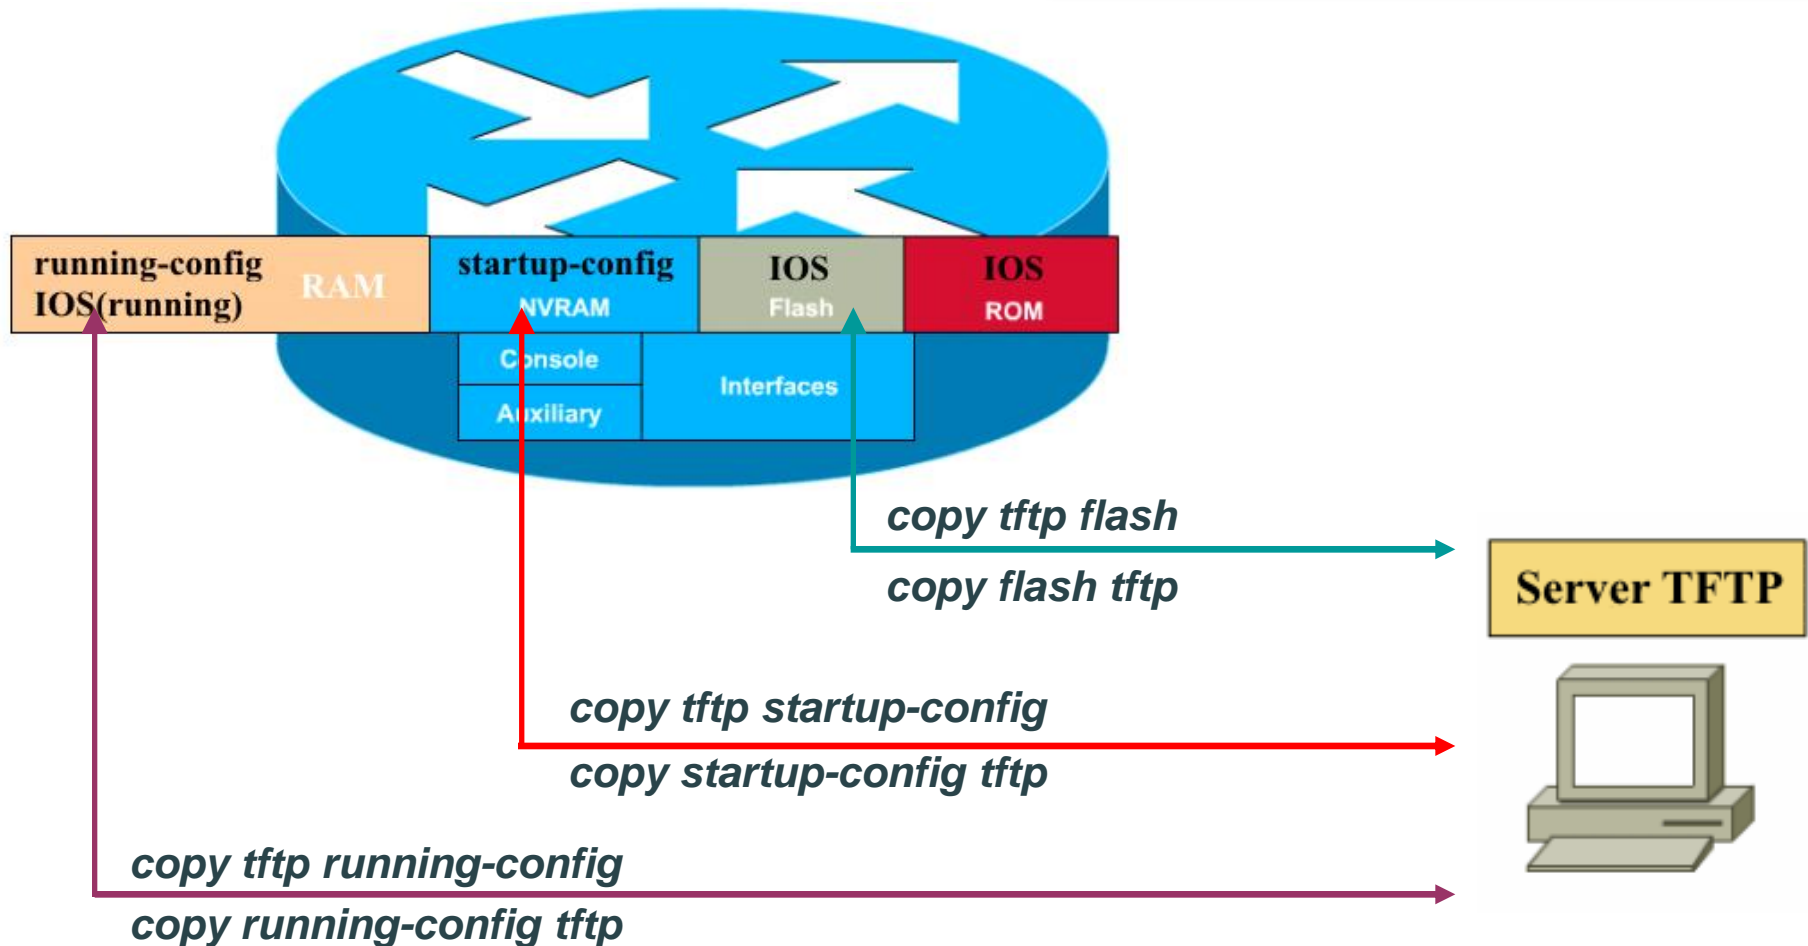 running-config
IOS(running)
RAM
startup-config
NVRAM
IOS
Flash
IOS
ROM
Console
Auxiliary
Interfaces
copy tftp flash
copy flash tftp
Server TFTP
copy tftp startup-config
copy startup-config tftp
copy tftp running-config
copy running-config tftp